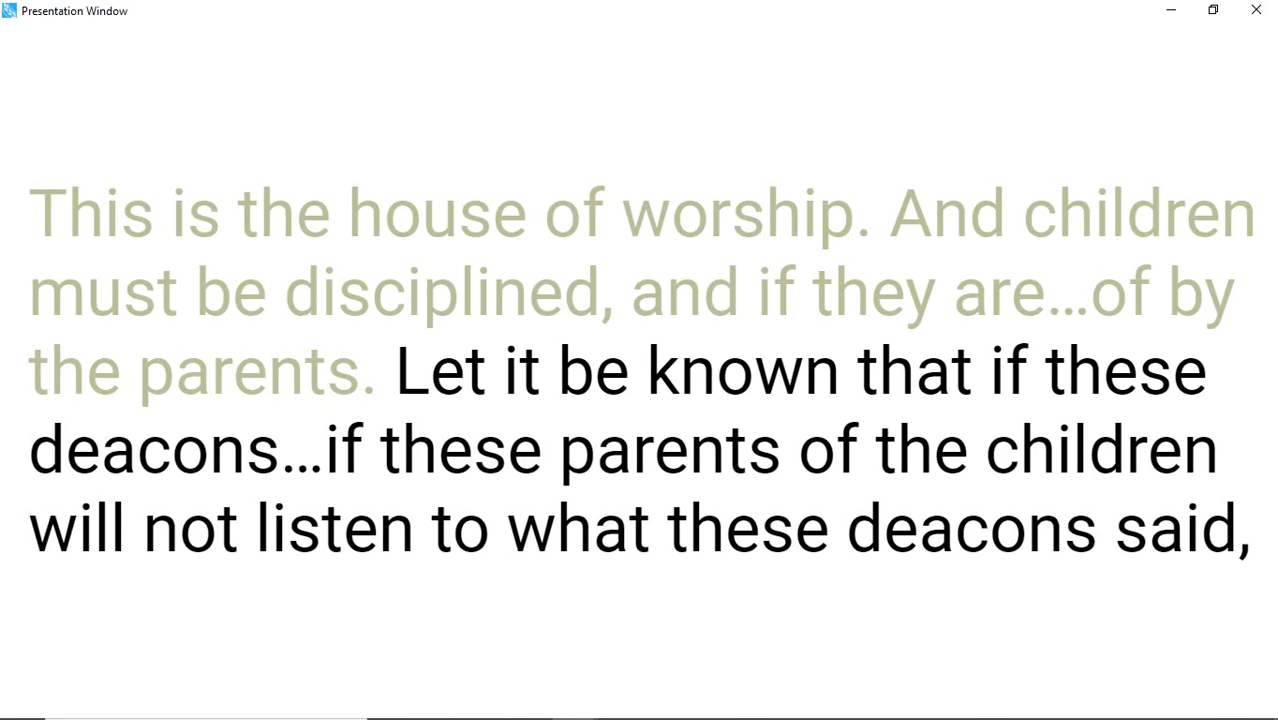 Presentation Window
This is the house of worship. And children
must be disciplined, and if they are…of by
the parents. Let it be known that if these
deacons…if these parents of the children
will not listen to what these deacons said,